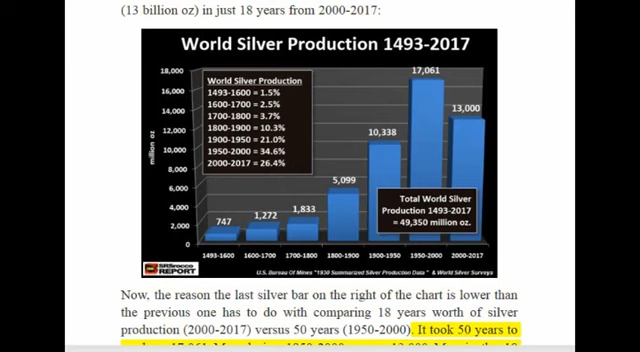 (13 billion oz) in just 18 years from 2000-2017:
World Silver Production 1493-2017
18,000
16,000
14,000
12,000
10,000
8,000
6,000
4,000
2,000
0
million oz
World Silver Production
1493-1600 = 1.5%
1600-1700 = 2.5%
1700-1800 = 3.7%
1800-1900 = 10.3%
1900-1950 = 21.0%
1950-2000 = 34.6%
2000-2017 = 26.4%
747
1,272
1,833
5,099
10,338
17,061
13,000
Total World Silver
Production 1493-2017
= 49,350 million oz.
1493-1600 1600-1700 1700-1800 1800-1900 1900-1950 1950-2000 2000-2017
SRSrocco
REPORT
U.S. Bureau Of Mines "1930 Summarized Silver Production Data " & World Silver Surveys
Now, the reason the last silver bar on the right of the chart is lower than
the previous one has to do with comparing 18 years worth of silver
production (2000-2017) versus 50 years (1950-2000). It took 50 years to